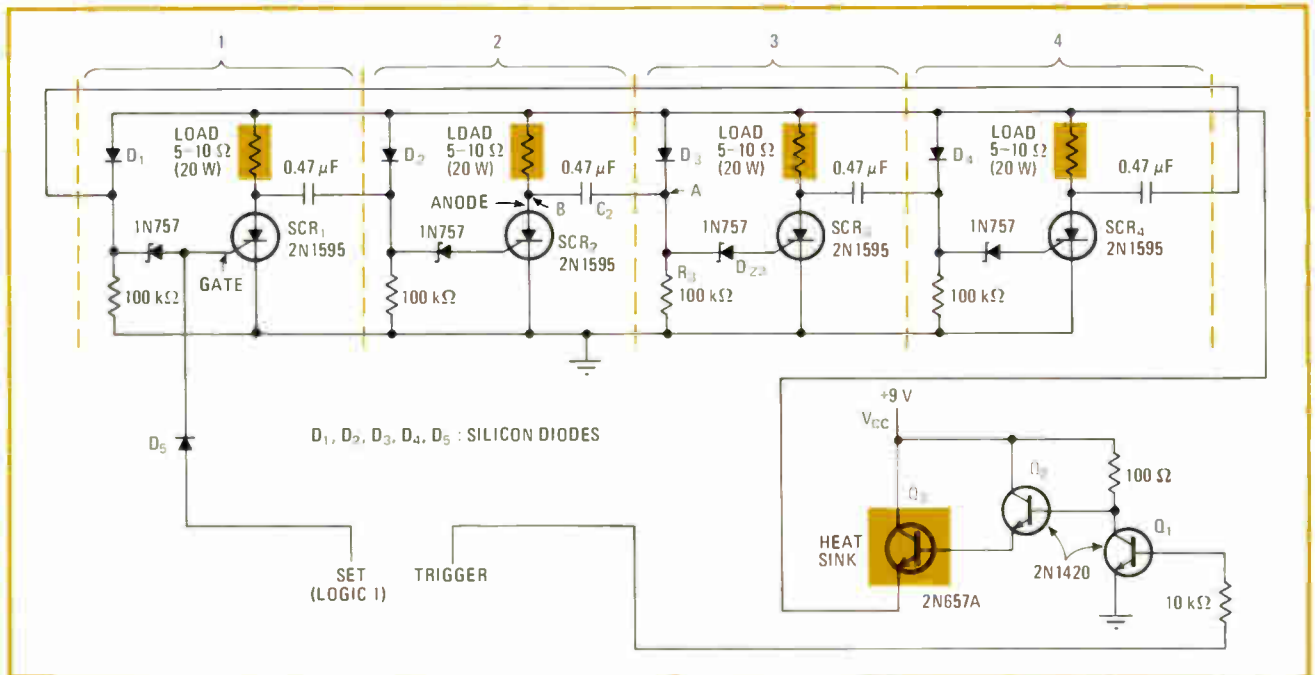 1
2
3
4
D1
LOAD
5–10 Ω
(20 W)
0.47 µF
1N757
SCR1
2N1595
GATE
100 kΩ
D2
LOAD
5–10 Ω
(20 W)
0.47 µF
ANODE
B
C2
1N757
SCR2
2N1595
100 kΩ
D3
A
LOAD
5–10 Ω
(20 W)
0.47 µF
1N757
SCR3
2N1595
R3
100 kΩ
D4
LOAD
5–10 Ω
(20 W)
0.47 µF
1N757
SCR4
2N1595
100 kΩ
D5
D1, D2, D3, D4, D5 : SILICON DIODES
SET
(LOGIC 1)
TRIGGER
+9 V
VCC
Q3
HEAT
SINK
2N657A
Q2
2N1420
100 Ω
Q1
10 kΩ